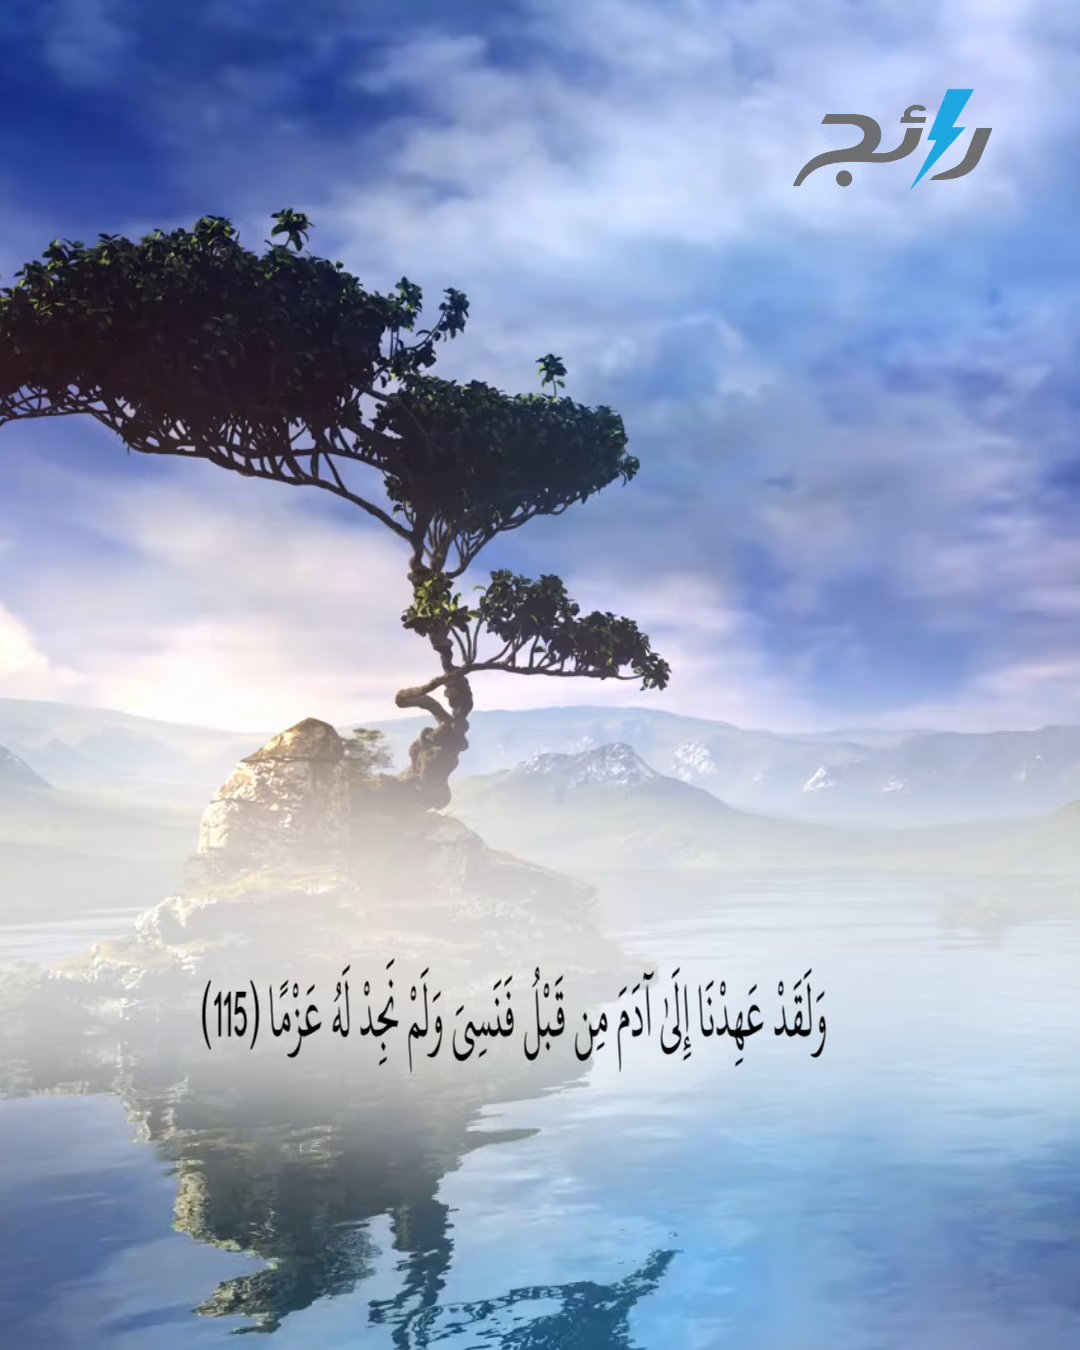 رائج
وَلَقَدْ عَهِدْنَا إِلَىٰ آدَمَ مِن قَبْلُ فَنَسِيَ وَلَمْ نَجِدْ لَهُ عَزْمًا (115)